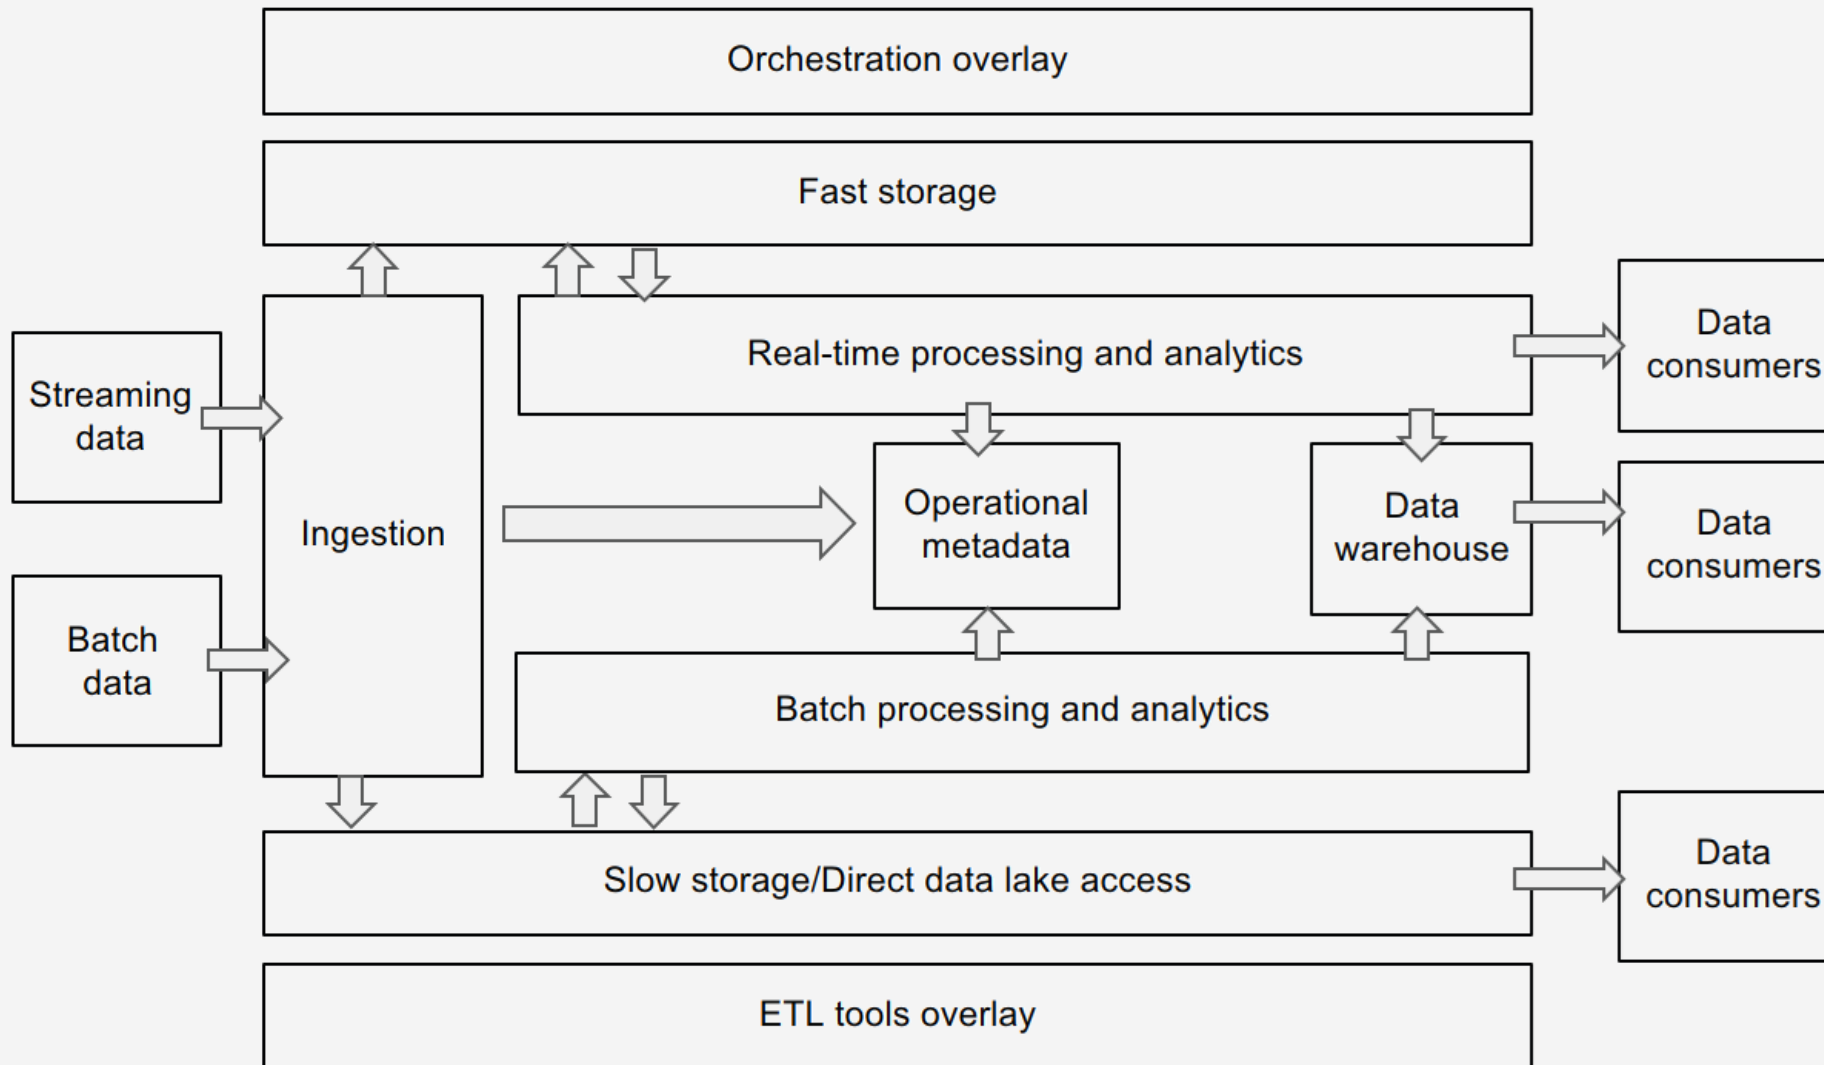 Orchestration overlay
Fast storage
Streaming
data
Batch
data
Ingestion
Real-time processing and analytics
Operational
metadata
Data
warehouse
Batch processing and analytics
Slow storage/Direct data lake access
ETL tools overlay
Data
consumers
Data
consumers
Data
consumers